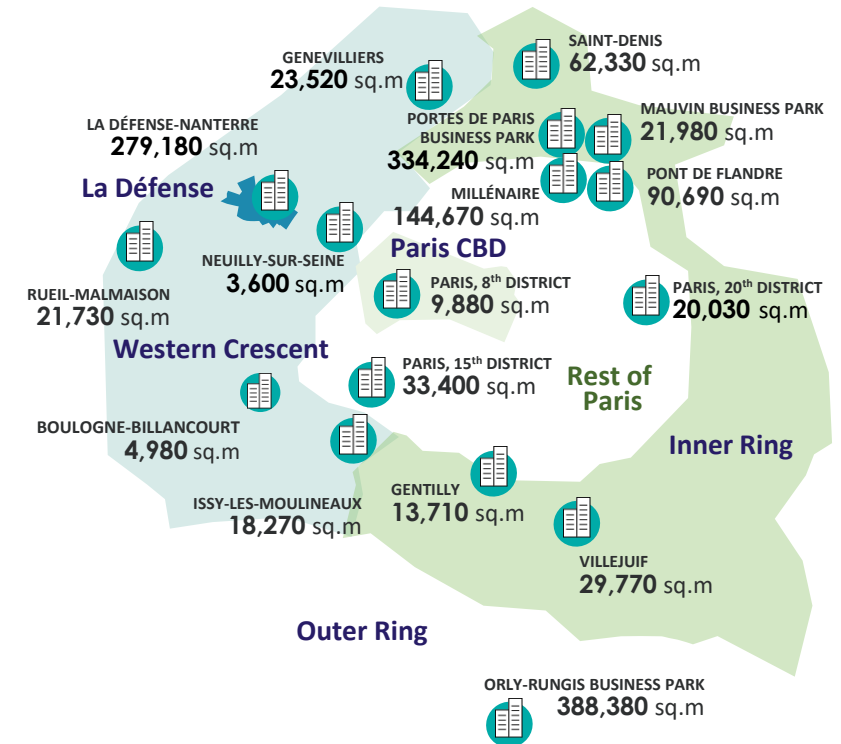 GENEVILLIERS
23,520 sq.m
SAINT-DENIS
62,330 sq.m
LA DÉFENSE-NANTERRE
279,180 sq.m
PORTES DE PARIS
BUSINESS PARK
334,240 sq.m
MAUVIN BUSINESS PARK
21,980 sq.m
La Défense
MILLÉNAIRE
144,670 sq.m
PONT DE FLANDRE
90,690 sq.m
Paris CBD
NEUILLY-SUR-SEINE
3,600 sq.m
RUEIL-MALMAISON
21,730 sq.m
PARIS, 8th DISTRICT
9,880 sq.m
PARIS, 20th DISTRICT
20,030 sq.m
Western Crescent
PARIS, 15th DISTRICT
33,400 sq.m
Rest of
Paris
BOULOGNE-BILLANCOURT
4,980 sq.m
Inner Ring
ISSY-LES-MOULINEAUX
18,270 sq.m
GENTILLY
13,710 sq.m
VILLEJUIF
29,770 sq.m
Outer Ring
ORLY-RUNGIS BUSINESS PARK
388,380 sq.m